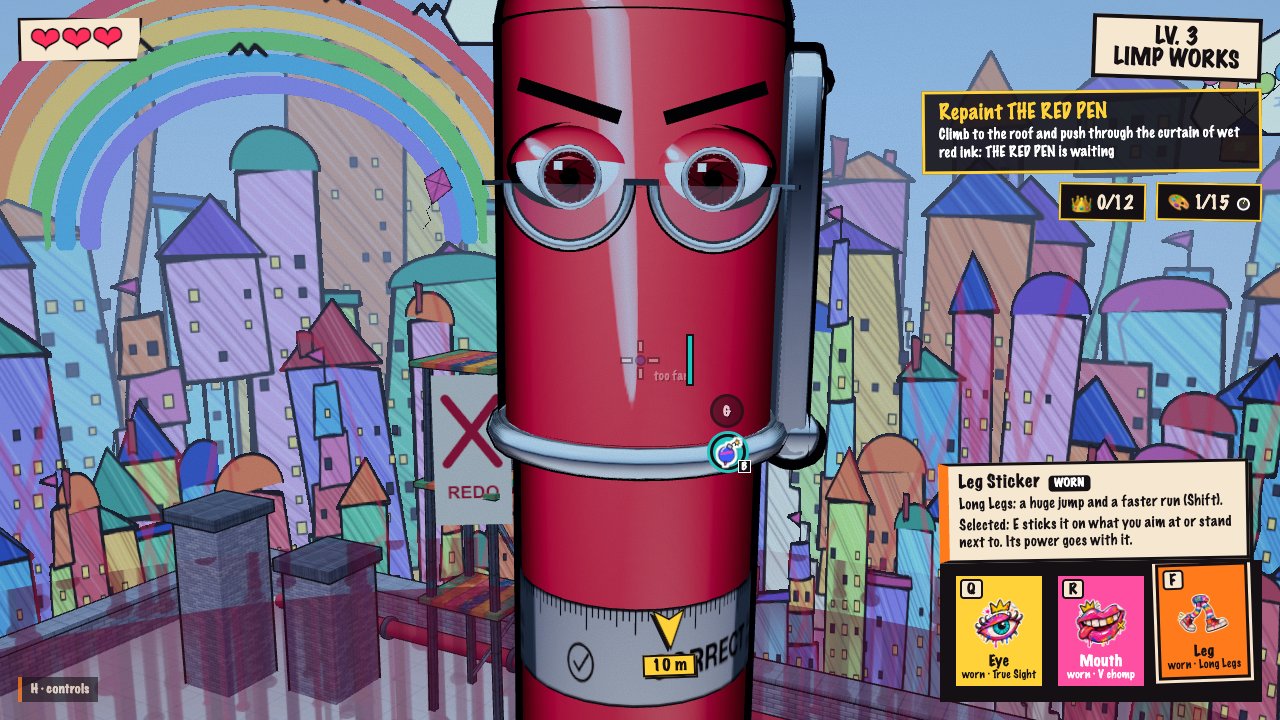 LV. 3
LIMP WORKS
Repaint THE RED PEN
Climb to the roof and push through the curtain of wet
red ink: THE RED PEN is waiting
0/12
1/15
too far
G
B
REDO
Leg Sticker WORN
Long Legs: a huge jump and a faster run (Shift).
Selected: E sticks it on what you aim at or stand
next to. Its power goes with it.
10 m
RRECT
Q
Eye
worn · True Sight
R
Mouth
worn · V chomp
F
Leg
worn · Long Legs
H · controls